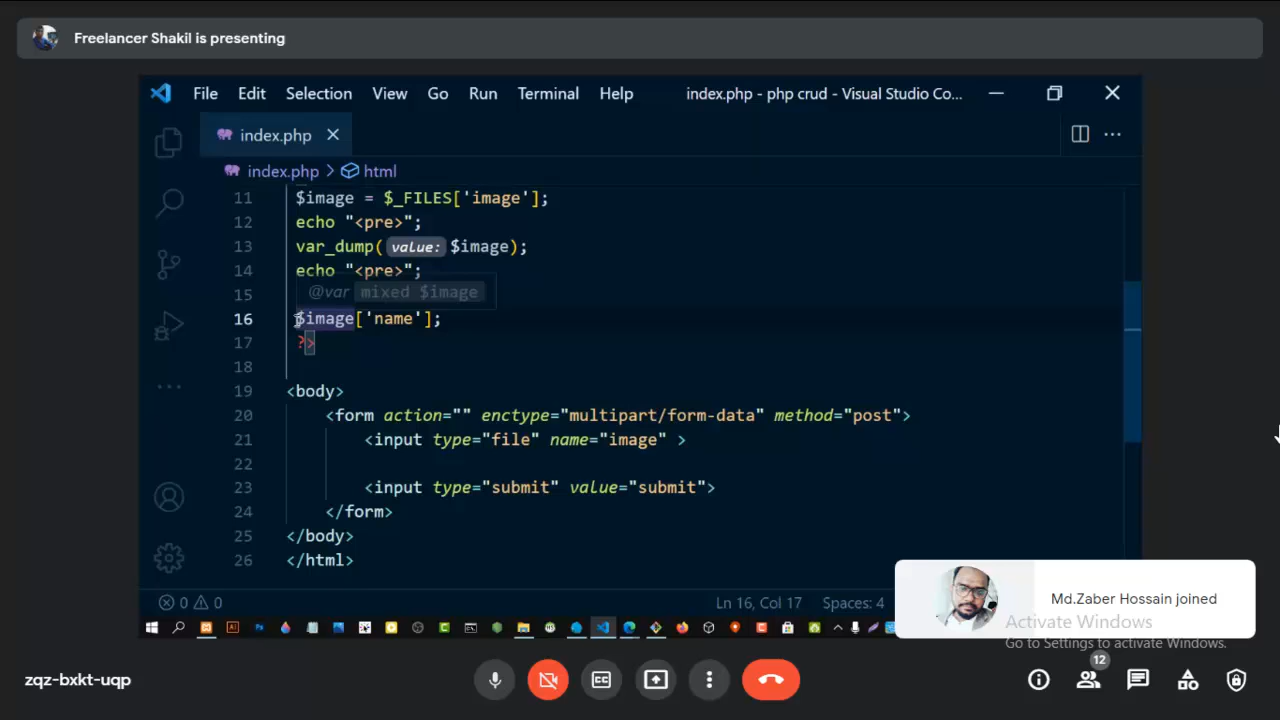 Freelancer Shakil is presenting
File Edit Selection View Go Run Terminal Help index.php - php crud - Visual Studio Co...
index.php
index.php > html
11 $image = $_FILES['image'];
12 echo "<pre>";
13 var_dump( value: $image);
14 echo "<pre>";
15 @var mixed $image
16 $image['name'];
17 ?>
18
19 <body>
20 <form action="" enctype="multipart/form-data" method="post">
21 <input type="file" name="image" >
22
23 <input type="submit" value="submit">
24 </form>
25 </body>
26 </html>
0 0 Ln 16, Col 17 Spaces: 4
Md.Zaber Hossain joined
Activate Windows
Go to Settings to activate Windows.
zqz-bxkt-uqp
12